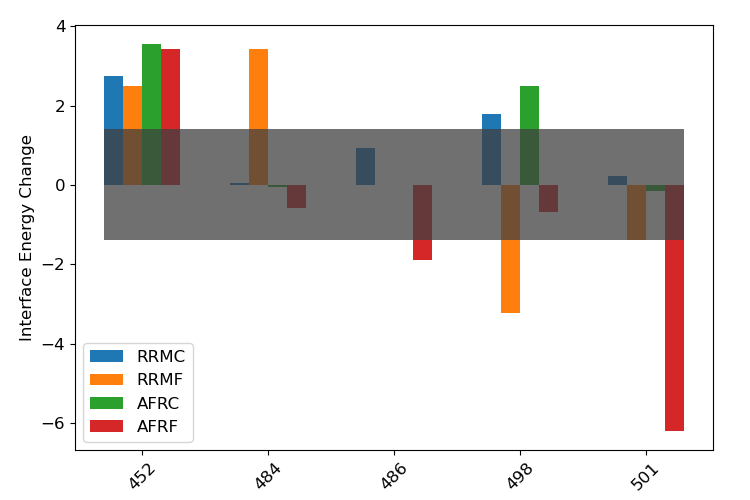 4
2
0
−2
−4
−6
Interface Energy Change
RRMC
RRMF
AFRC
AFRF
452
484
486
498
501